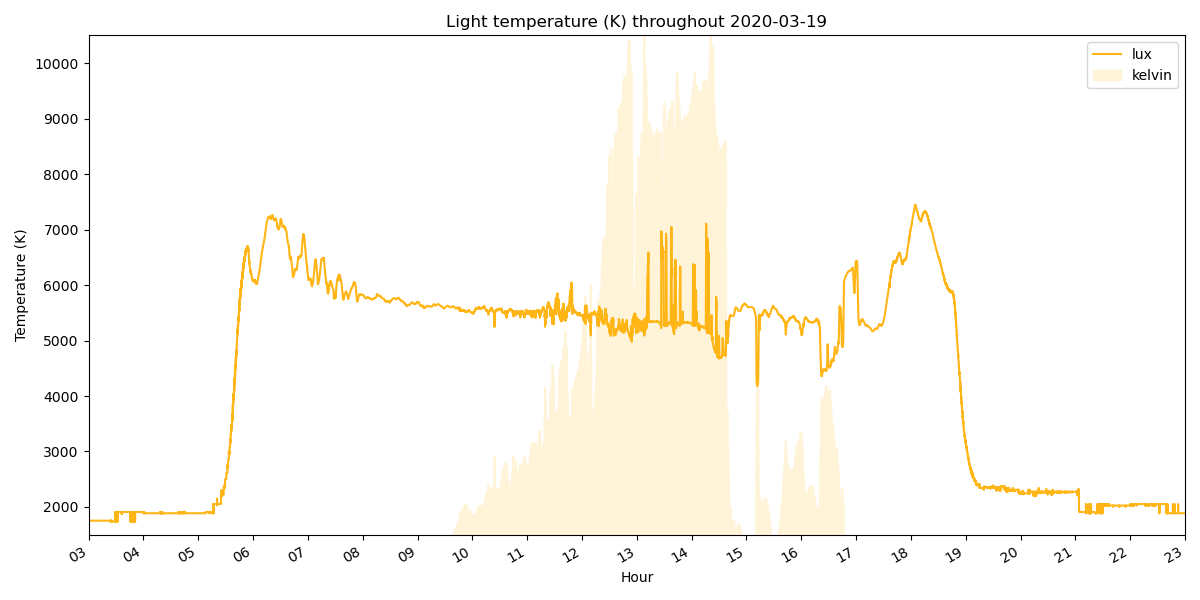 Light temperature (K) throughout 2020-03-19
lux
kelvin
Temperature (K)
10000
9000
8000
7000
6000
5000
4000
3000
2000
03 04 05 06 07 08 09 10 11 12 13 14 15 16 17 18 19 20 21 22 23
Hour